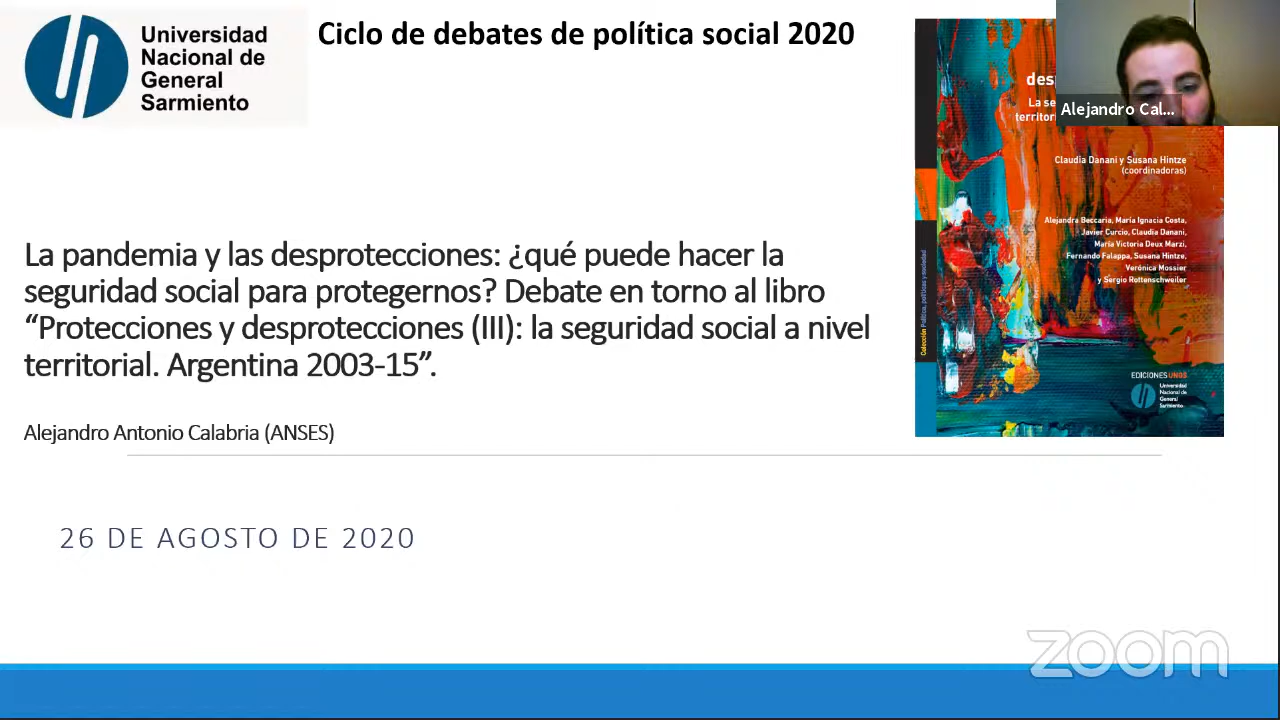 Universidad
Nacional de
General
Sarmiento
Ciclo de debates de política social 2020
La pandemia y las desprotecciones: ¿qué puede hacer la
seguridad social para protegernos? Debate en torno al libro
“Protecciones y desprotecciones (III): la seguridad social a nivel
territorial. Argentina 2003-15”.
Alejandro Antonio Calabria (ANSES)
26 DE AGOSTO DE 2020
Alejandro Cal...
Claudia Danani y Susana Hintze
(coordinadoras)
Alejandra Beccaria, María Ignacia Costa,
Javier Curcio, Claudia Danani,
María Victoria Deux Marzi,
Fernando Falappa, Susana Hintze,
Verónica Mossier
y Sergio Rottenschweiler
Colección Política, políticas y sociedad
EDICIONES UNGS
Universidad
Nacional de
General
Sarmiento
zoom